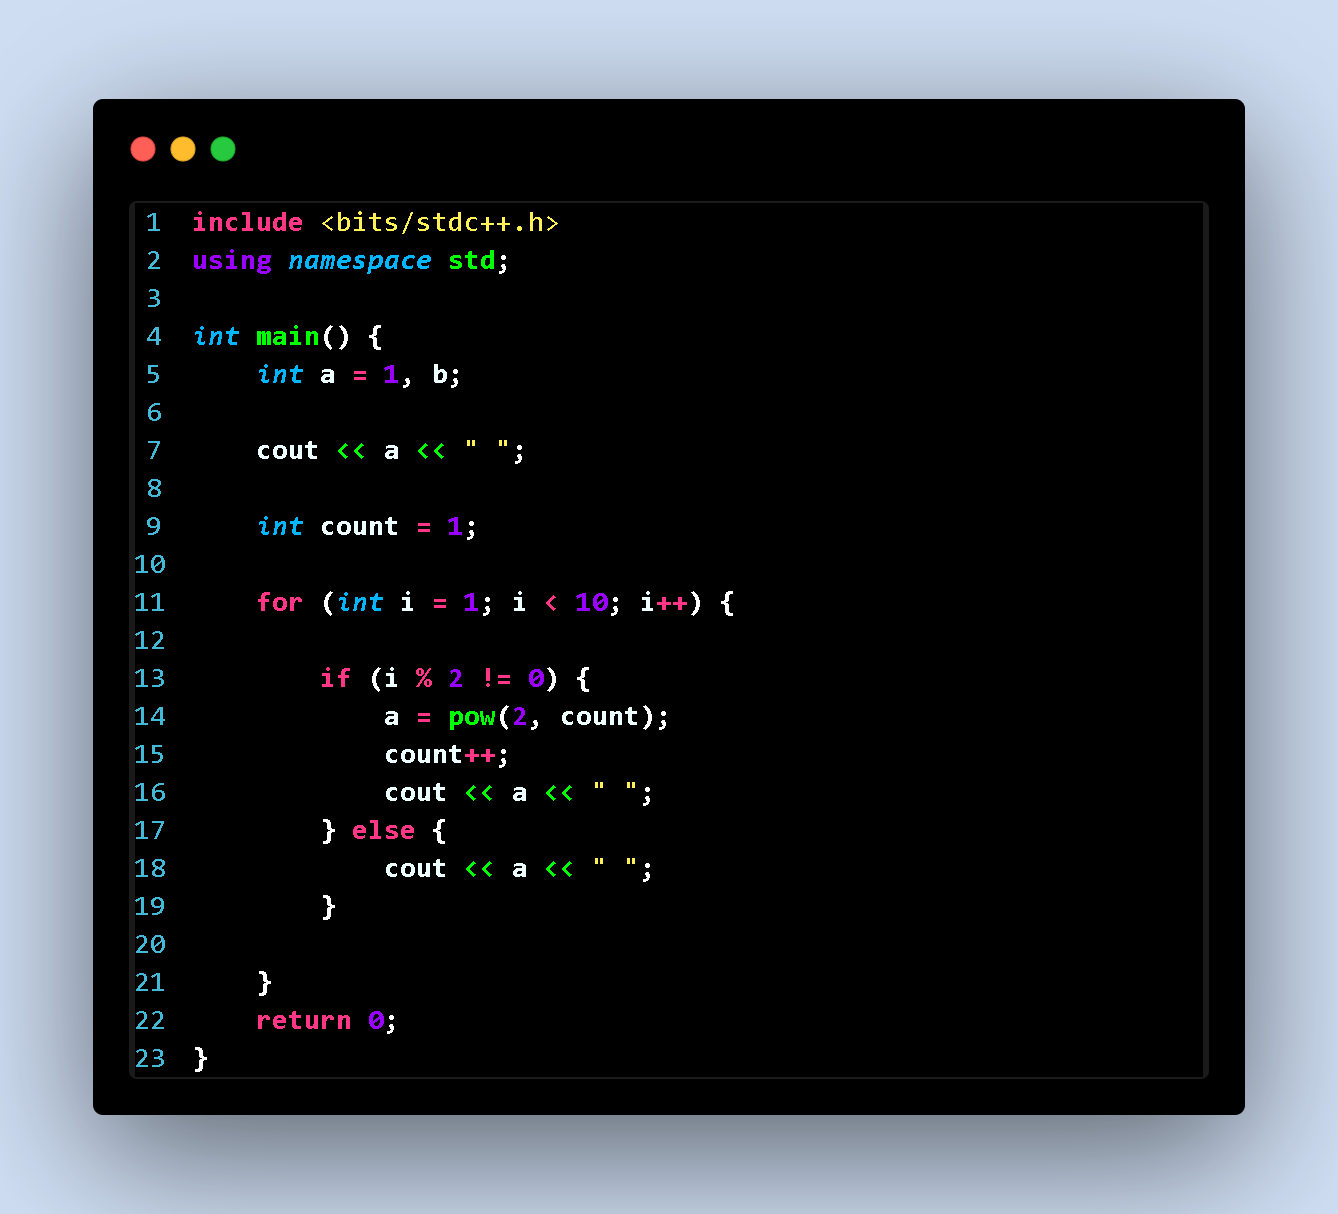 1 include <bits/stdc++.h>
2 using namespace std;
3
4 int main() {
5     int a = 1, b;
6
7     cout << a << " ";
8
9     int count = 1;
10
11     for (int i = 1; i < 10; i++) {
12
13         if (i % 2 != 0) {
14             a = pow(2, count);
15             count++;
16             cout << a << " ";
17         } else {
18             cout << a << " ";
19         }
20
21     }
22     return 0;
23 }